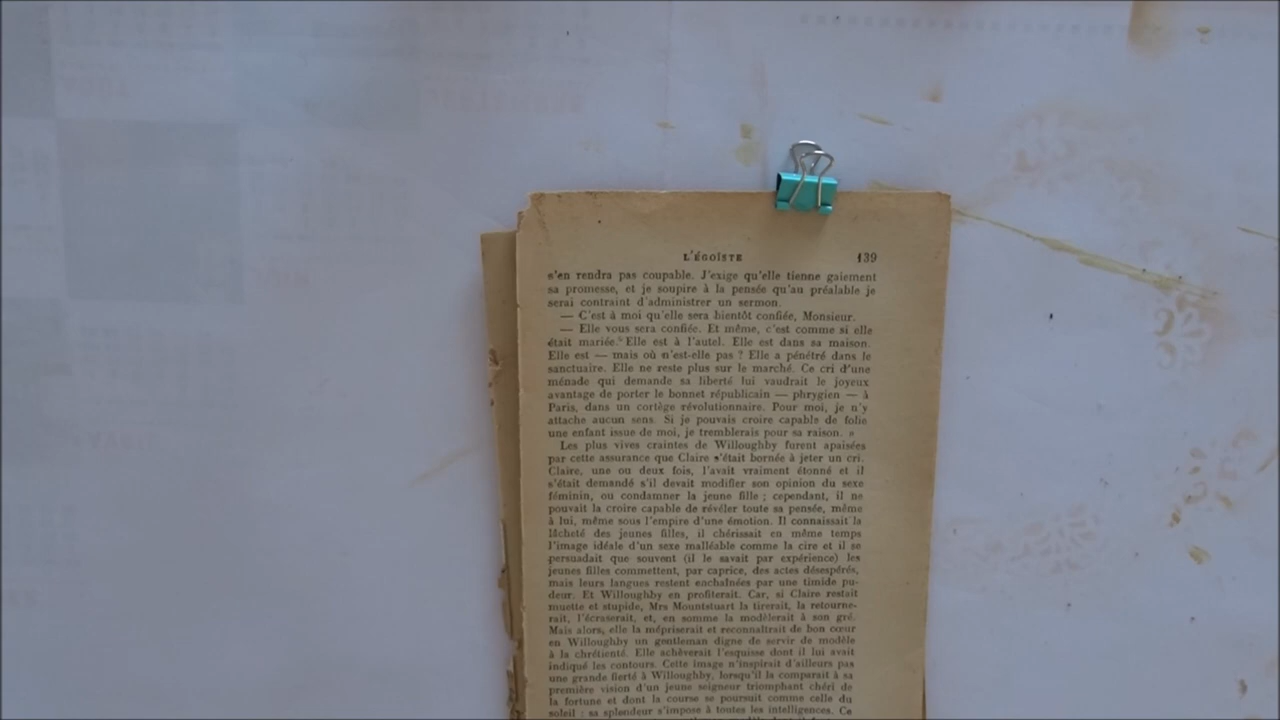 L'ÉGOÏSTE 139
s'en rendra pas coupable. J'exige qu'elle tienne gaiement
sa promesse, et je soupire à la pensée qu'au préalable je
serai contraint d'administrer un sermon.
— C'est à moi qu'elle sera bientôt confiée, Monsieur.
— Elle vous sera confiée. Et même, c'est comme si elle
était mariée. Elle est à l'autel. Elle est dans sa maison.
Elle est — mais où n'est-elle pas ? Elle a pénétré dans le
sanctuaire. Elle ne reste plus sur le marché. Ce cri d'une
ménade qui demande sa liberté lui vaudrait le joyeux
avantage de porter le bonnet républicain — phrygien — à
Paris, dans un cortège révolutionnaire. Pour moi, je n'y
attache aucun sens. Si je pouvais croire capable de folie
une enfant issue de moi, je tremblerais pour sa raison. »
Les plus vives craintes de Willoughby furent apaisées
par cette assurance que Claire s'était bornée à jeter un cri.
Claire, une ou deux fois, l'avait vraiment étonné et il
s'était demandé s'il devait modifier son opinion du sexe
féminin, ou condamner la jeune fille ; cependant, il ne
pouvait la croire capable de révéler toute sa pensée, même
à lui, même sous l'empire d'une émotion. Il connaissait la
lâcheté des jeunes filles, il chérissait en même temps
l'image idéale d'un sexe malléable comme la cire et il se
persuadait que souvent (il le savait par expérience) les
jeunes filles commettent, par caprice, des actes désespérés,
mais leurs langues restent enchaînées par une timide pu-
deur. Et Willoughby en profiterait. Car, si Claire restait
muette et stupide, Mrs Mountstuart la tirerait, la retourne-
rait, l'écraserait, et, en somme la modèlerait à son gré.
Mais alors, elle la mépriserait et reconnaîtrait de bon cœur
en Willoughby un gentleman digne de servir de modèle
à la chrétienté. Elle achèverait l'esquisse dont il lui avait
indiqué les contours. Cette image n'inspirait d'ailleurs pas
une grande fierté à Willoughby, lorsqu'il la comparait à sa
première vision d'un jeune seigneur triomphant chéri de
la fortune et dont la course se poursuit comme celle du
soleil : sa splendeur s'impose à toutes les intelligences. Ce